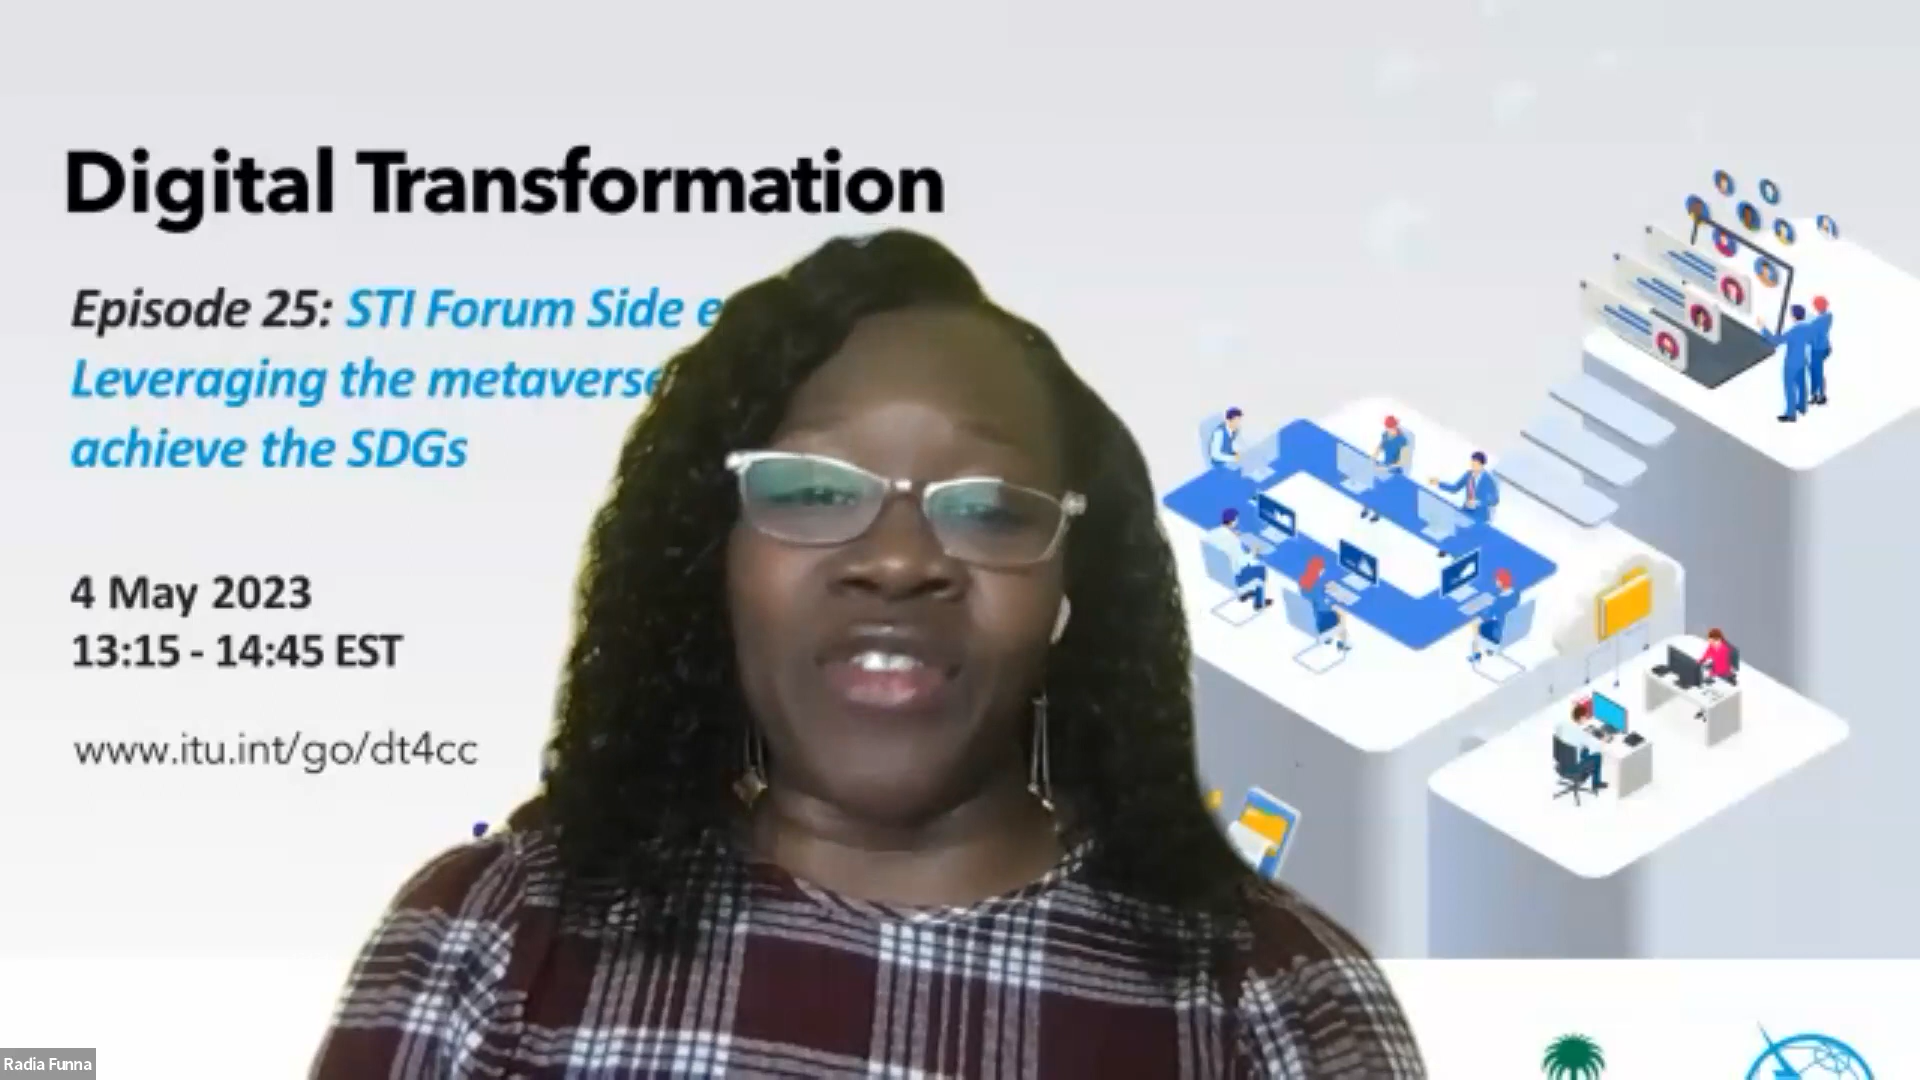 Digital Transformation
Episode 25: STI Forum Side e
Leveraging the metaverse
achieve the SDGs
4 May 2023
13:15 - 14:45 EST
www.itu.int/go/dt4cc
Radia Funna